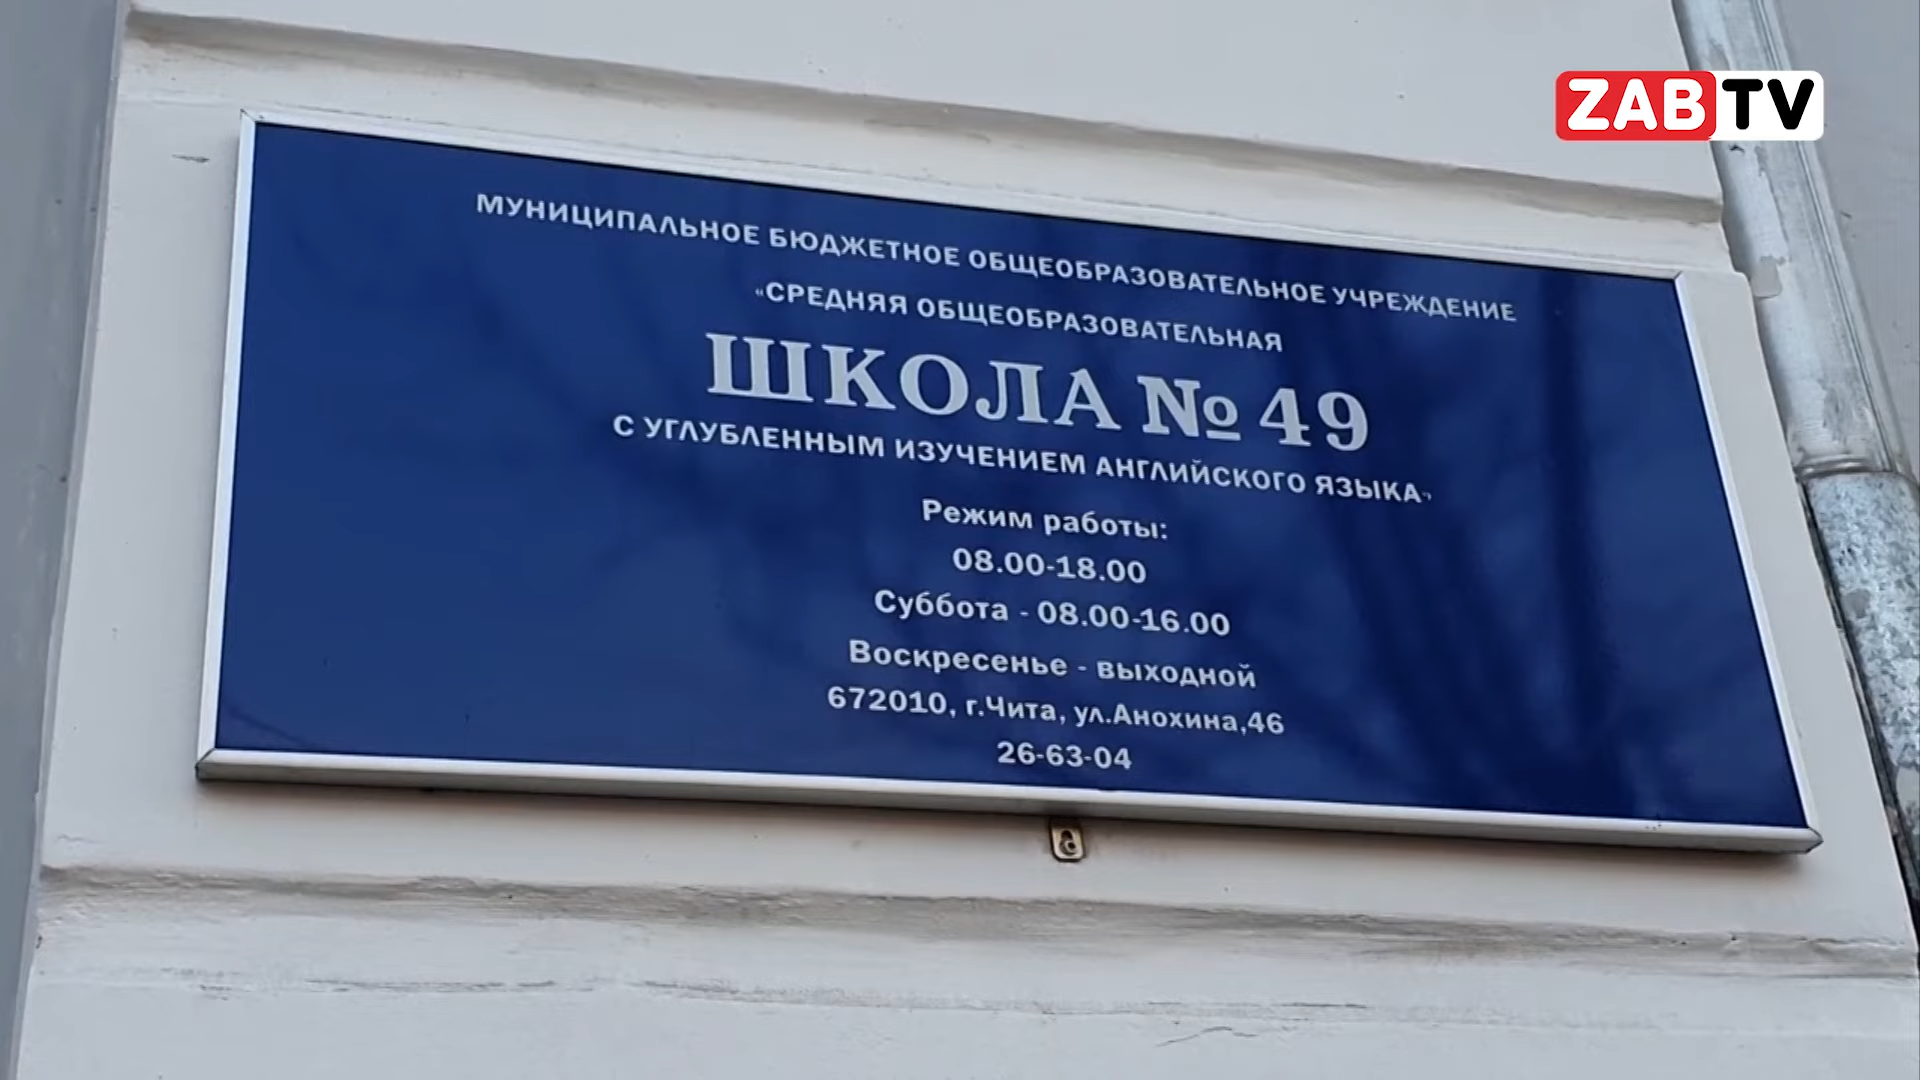 ZABTV
МУНИЦИПАЛЬНОЕ БЮДЖЕТНОЕ ОБЩЕОБРАЗОВАТЕЛЬНОЕ УЧРЕЖДЕНИЕ
"СРЕДНЯЯ ОБЩЕОБРАЗОВАТЕЛЬНАЯ
ШКОЛА № 49
С УГЛУБЛЕННЫМ ИЗУЧЕНИЕМ АНГЛИЙСКОГО ЯЗЫКА"
Режим работы:
08.00-18.00
Суббота - 08.00-16.00
Воскресенье - выходной
672010, г.Чита, ул.Анохина,46
26-63-04